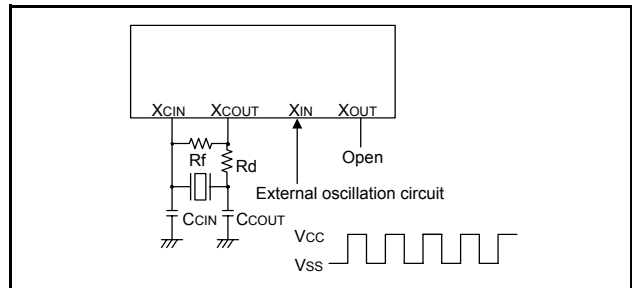 XCIN XCOUT XIN XOUT
Rf Rd Open
External oscillation circuit
CCIN CCOUT
VCC
VSS